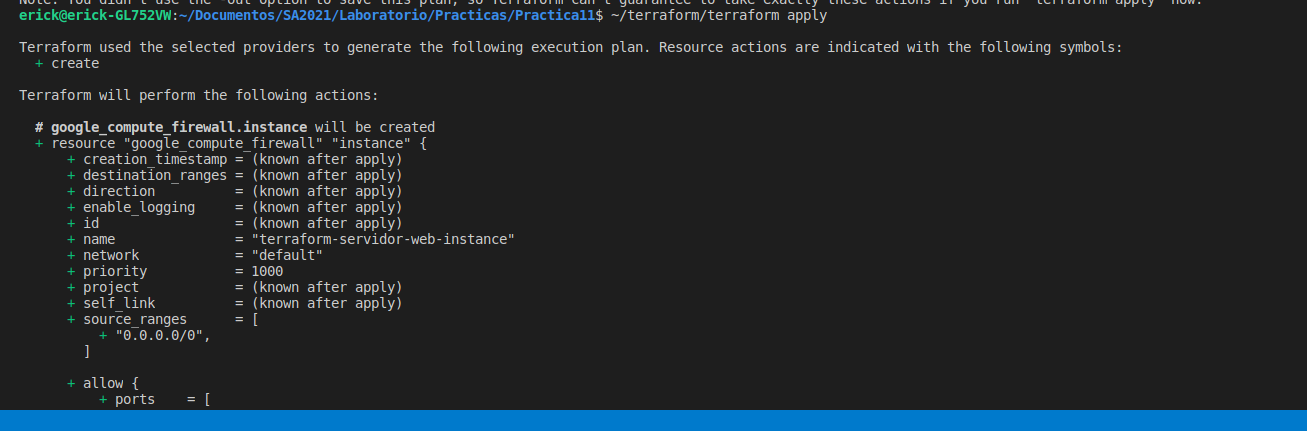 Note: You didn't use the -out option to save this plan, so Terraform can't guarantee to take exactly these actions if you run "terraform apply" now.
erick@erick-GL752VW:~/Documentos/SA2021/Laboratorio/Practicas/Practica11$ ~/terraform/terraform apply
Terraform used the selected providers to generate the following execution plan. Resource actions are indicated with the following symbols:
+ create
Terraform will perform the following actions:
# google_compute_firewall.instance will be created
+ resource "google_compute_firewall" "instance" {
+ creation_timestamp = (known after apply)
+ destination_ranges = (known after apply)
+ direction = (known after apply)
+ enable_logging = (known after apply)
+ id = (known after apply)
+ name = "terraform-servidor-web-instance"
+ network = "default"
+ priority = 1000
+ project = (known after apply)
+ self_link = (known after apply)
+ source_ranges = [
+ "0.0.0.0/0",
]
+ allow {
+ ports = [